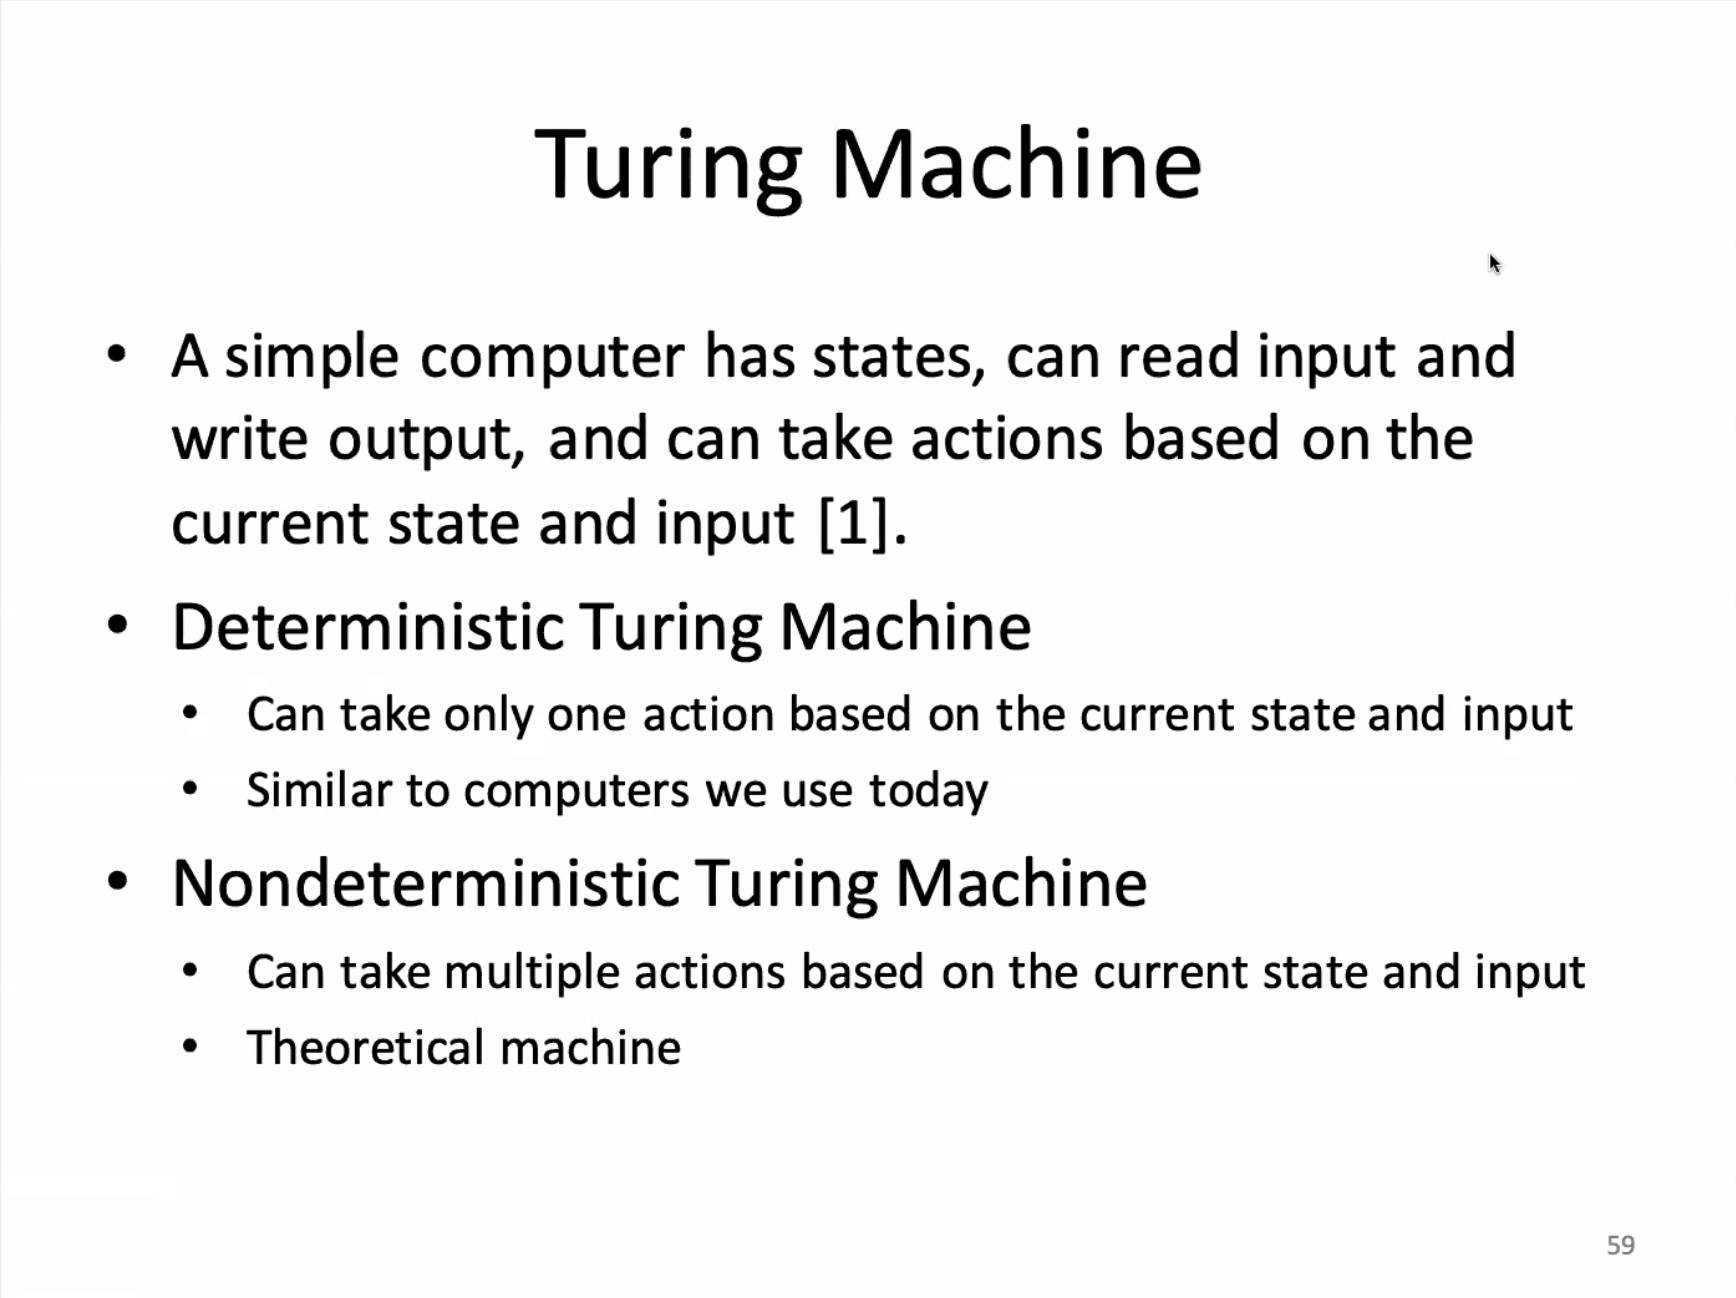 Turing Machine
• A simple computer has states, can read input and
write output, and can take actions based on the
current state and input [1].
• Deterministic Turing Machine
• Can take only one action based on the current state and input
• Similar to computers we use today
• Nondeterministic Turing Machine
• Can take multiple actions based on the current state and input
• Theoretical machine
59